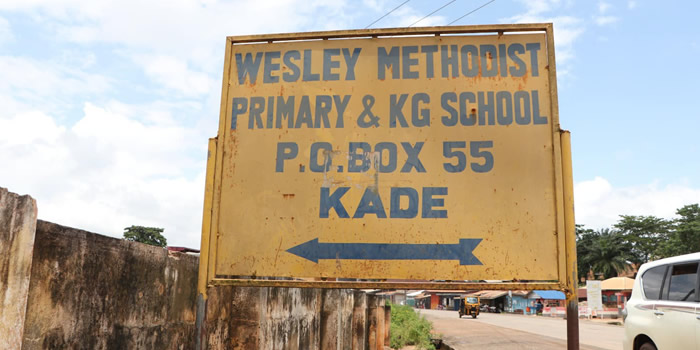 WESLEY METHODIST
PRIMARY & KG SCHOOL
P.O.BOX 55
KADE